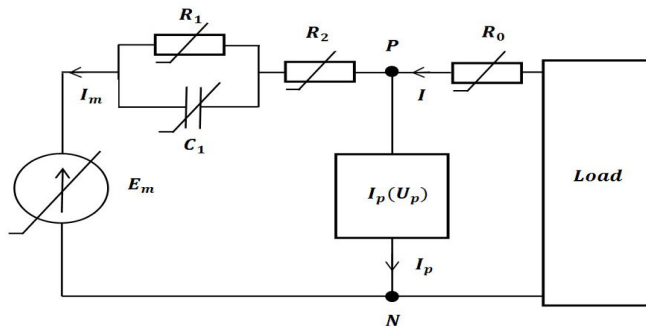 R₁
R₂
P
R₀
Iₘ
I
C₁
Eₘ
Iₚ(Uₚ)
Load
Iₚ
N